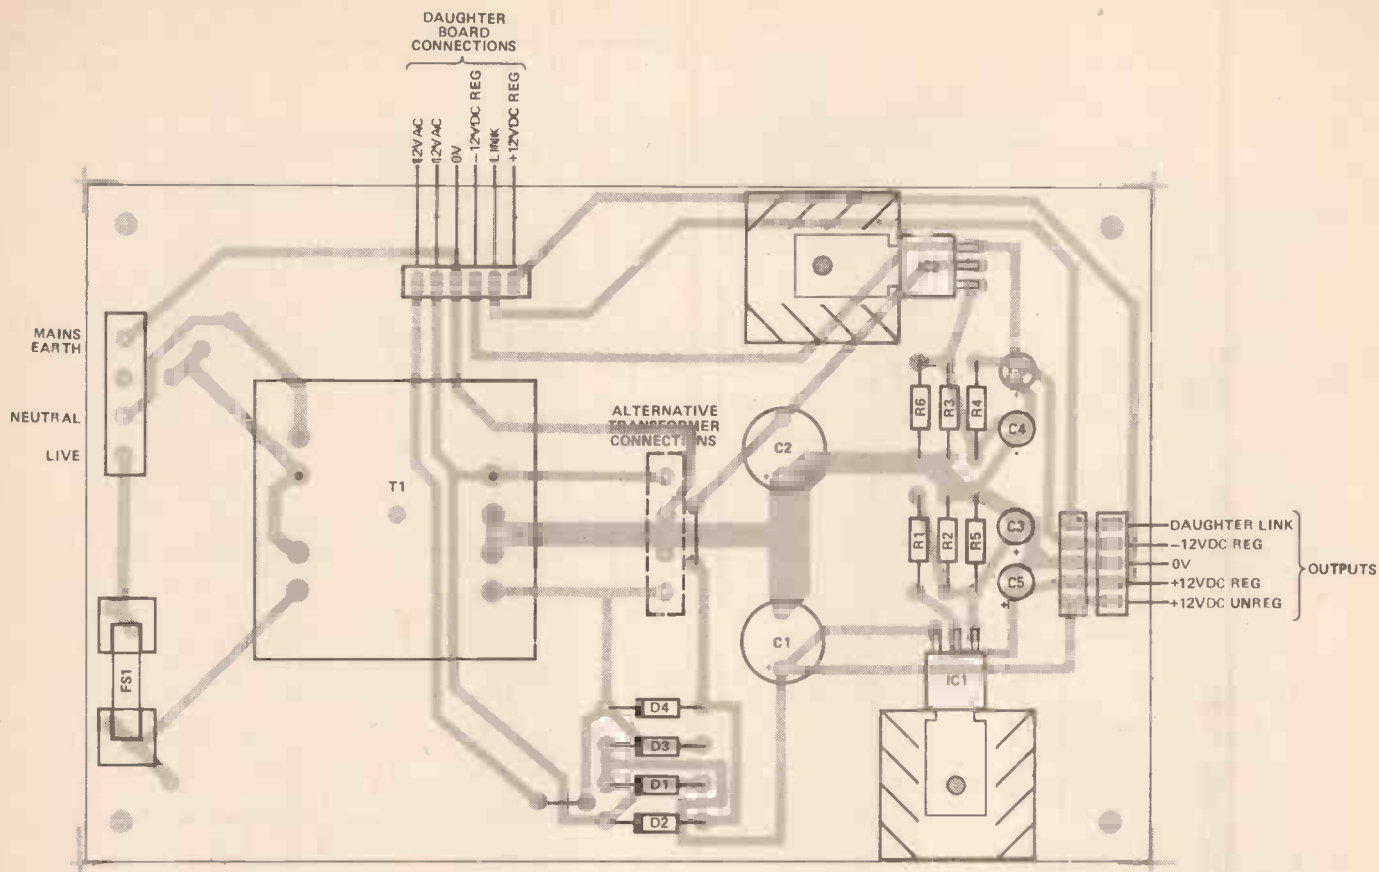 DAUGHTER
BOARD
CONNECTIONS
12VAC
12VAC
0V
-12VDC REG
LINK
+12VDC REG
MAINS
EARTH
NEUTRAL
LIVE
T1
FS1
ALTERNATIVE
TRANSFORMER
CONNECTIONS
C2
C1
D4
D3
D1
D2
R6
R3
R4
C4
R1
R2
R5
C3
C5
IC1
DAUGHTER LINK
-12VDC REG
0V
+12VDC REG
+12VDC UNREG
OUTPUTS